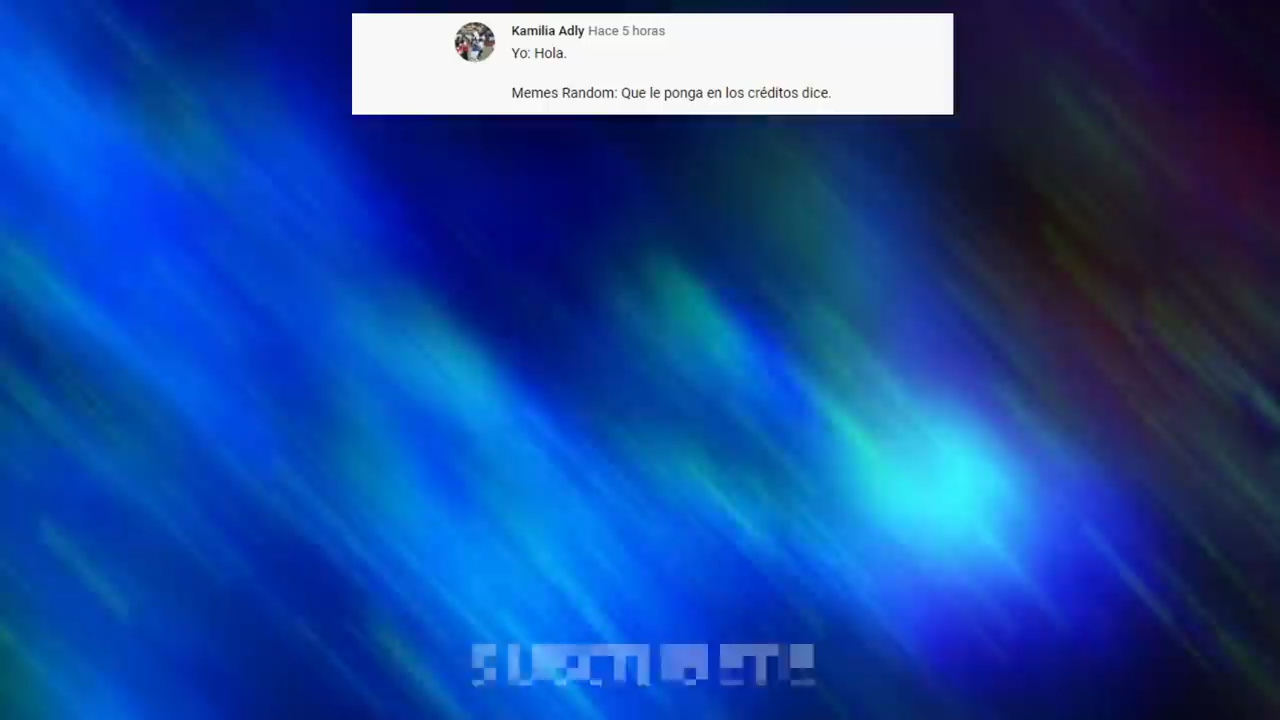 Kamilia Adly Hace 5 horas
Yo: Hola.
Memes Random: Que le ponga en los créditos dice.